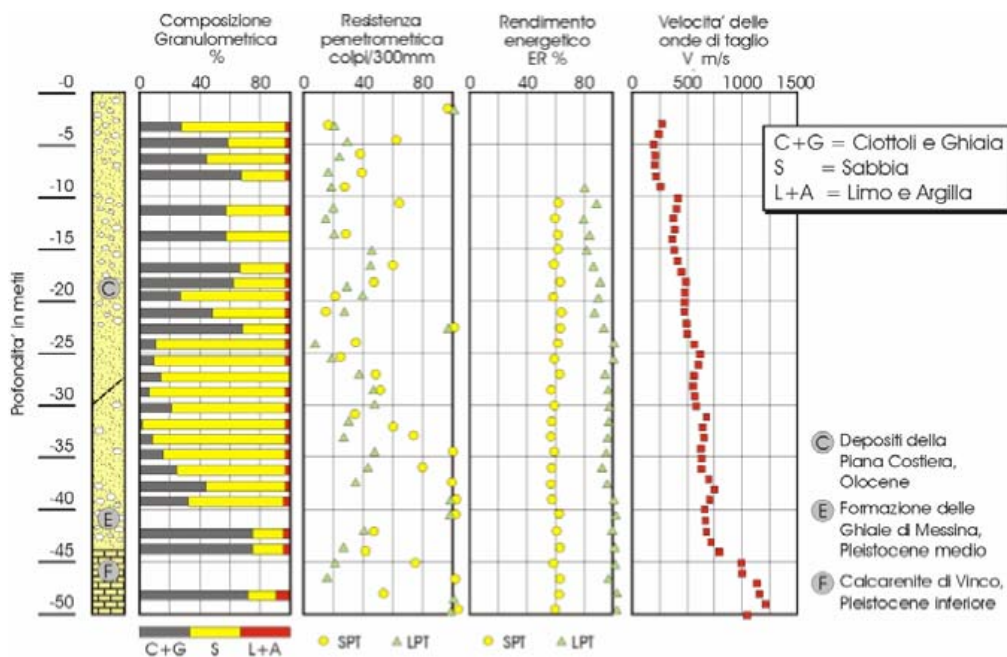 Composizione
Granulometrica
%
Resistenza
penetrometrica
colpi/300mm
Rendimento
energetico
ER %
Velocita' delle
onde di taglio
V m/s
0 40 80
0 40 80
0 40 80
0 500 1000 1500
-0
-5
-10
-15
-20
-25
-30
-35
-40
-45
-50
Profondita' in metri
C
E
F
C+G = Ciottoli e Ghiaia
S = Sabbia
L+A = Limo e Argilla
C Depositi della
Piana Costiera,
Olocene
E Formazione delle
Ghiaie di Messina,
Pleistocene medio
F Calcarenite di Vinco,
Pleistocene inferiore
C+G S L+A
SPT LPT
SPT LPT